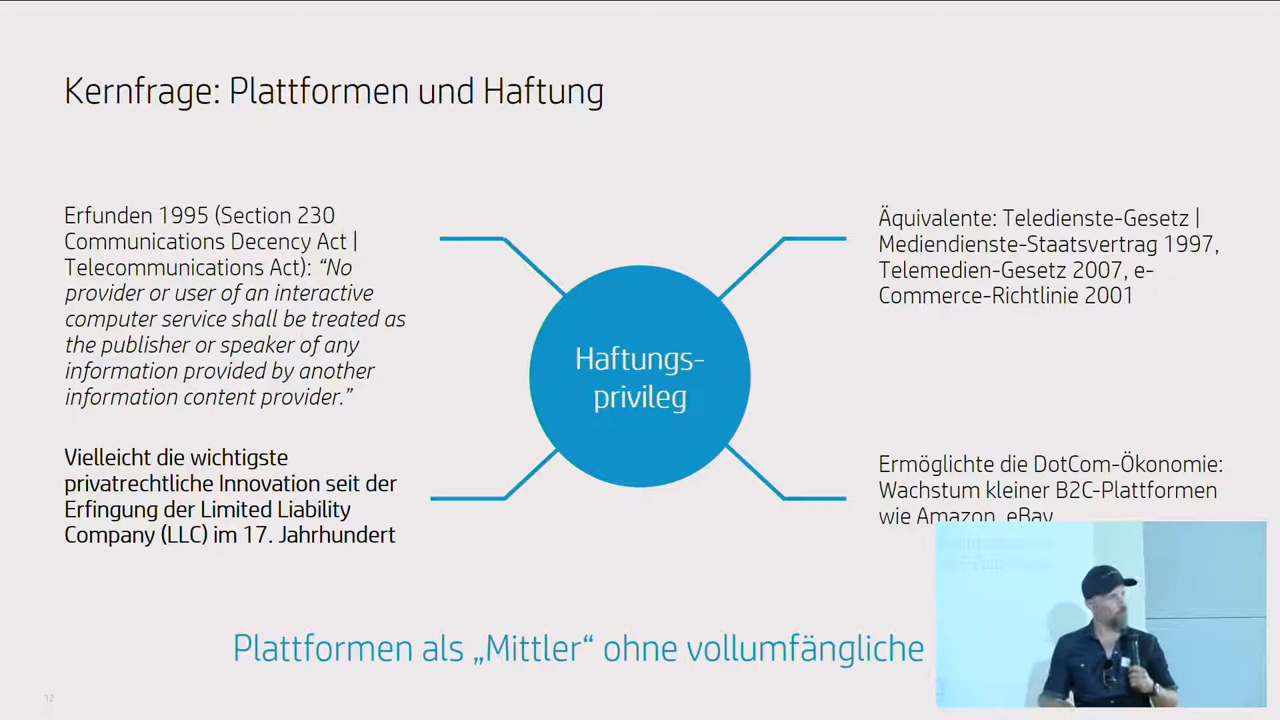 Kernfrage: Plattformen und Haftung
Erfunden 1995 (Section 230
Communications Decency Act |
Telecommunications Act): “No
provider or user of an interactive
computer service shall be treated as
the publisher or speaker of any
information provided by another
information content provider.”
Vielleicht die wichtigste
privatrechtliche Innovation seit der
Erfingung der Limited Liability
Company (LLC) im 17. Jahrhundert
Haftungs-
privileg
Äquivalente: Teledienste-Gesetz |
Mediendienste-Staatsvertrag 1997,
Telemedien-Gesetz 2007, e-
Commerce-Richtlinie 2001
Ermöglichte die DotCom-Ökonomie:
Wachstum kleiner B2C-Plattformen
wie Amazon, eBay
Plattformen als „Mittler“ ohne vollumfängliche
12